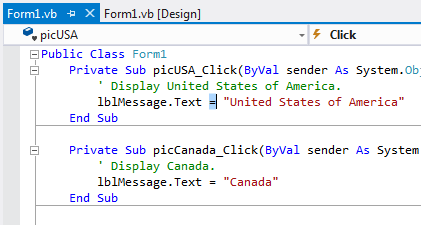 Form1.vb Form1.vb [Design]
picUSA Click
Public Class Form1
Private Sub picUSA_Click(ByVal sender As System.Obj
' Display United States of America.
lblMessage.Text = "United States of America"
End Sub
Private Sub picCanada_Click(ByVal sender As System
' Display Canada.
lblMessage.Text = "Canada"
End Sub